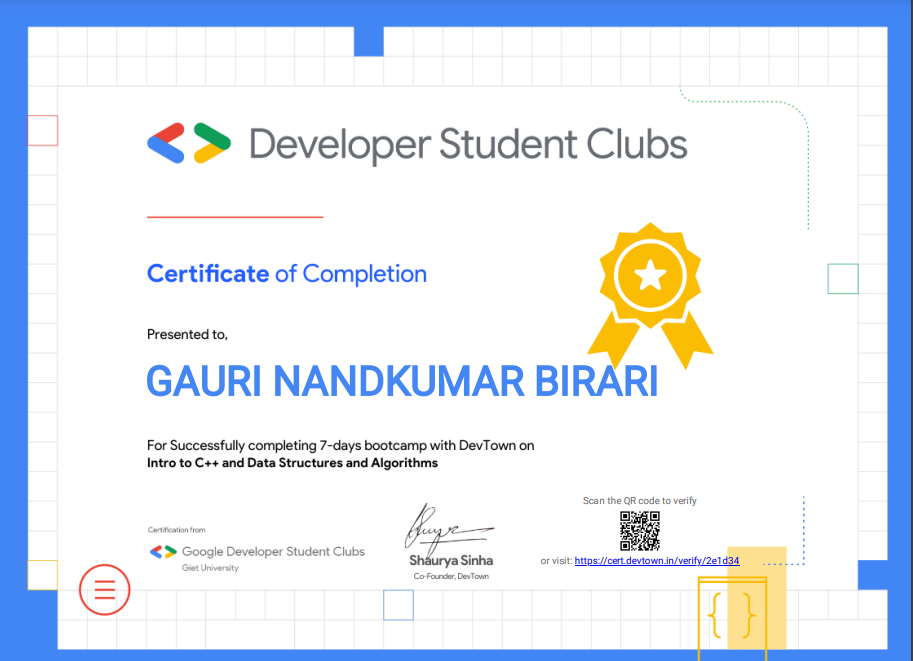 Developer Student Clubs
Certificate of Completion
Presented to,
GAURI NANDKUMAR BIRARI
For Successfully completing 7-days bootcamp with DevTown on
Intro to C++ and Data Structures and Algorithms
Certification from
Google Developer Student Clubs
Giet University
Shaurya Sinha
Co-Founder, DevTown
Scan the QR code to verify
or visit: https://cert.devtown.in/verify/2e1d34
{ }